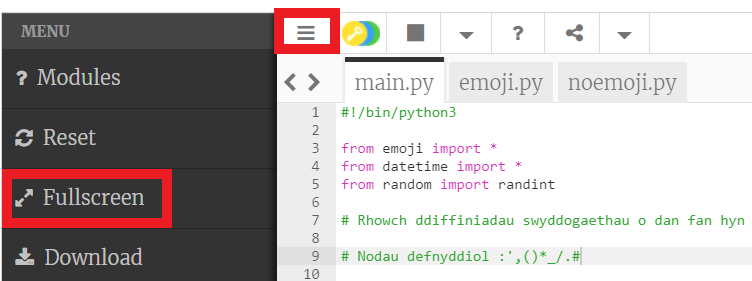 MENU
? Modules
Reset
Fullscreen
Download
?
main.py emoji.py noemoji.py
1 #!/bin/python3
2
3 from emoji import *
4 from datetime import *
5 from random import randint
6
7 # Rhowch ddiffiniadau swyddogaethau o dan fan hyn
8
9 # Nodau defnyddiol :',()*_/.#
10